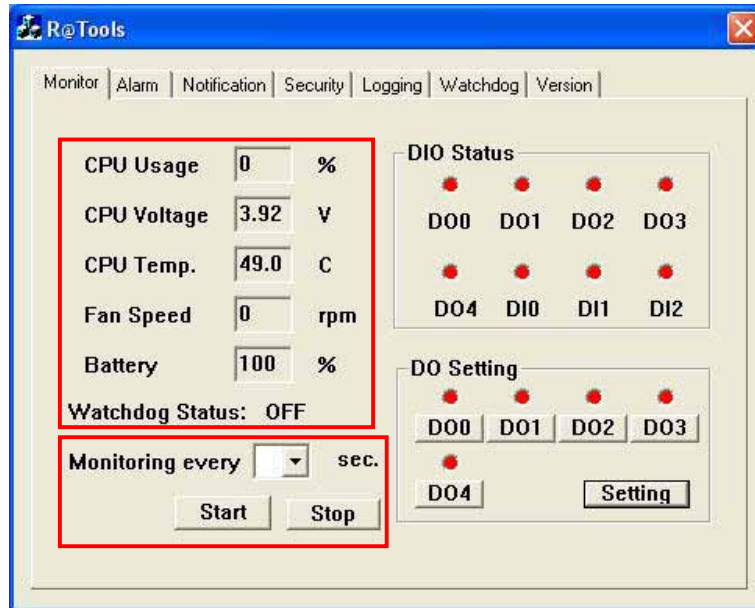 R@Tools
Monitor Alarm Notification Security Logging Watchdog Version
CPU Usage 0 %
CPU Voltage 3.92 V
CPU Temp. 49.0 C
Fan Speed 0 rpm
Battery 100 %
Watchdog Status: OFF
Monitoring every sec.
Start Stop
DIO Status
DO0 DO1 DO2 DO3
DO4 DI0 DI1 DI2
DO Setting
DO0 DO1 DO2 DO3
DO4 Setting